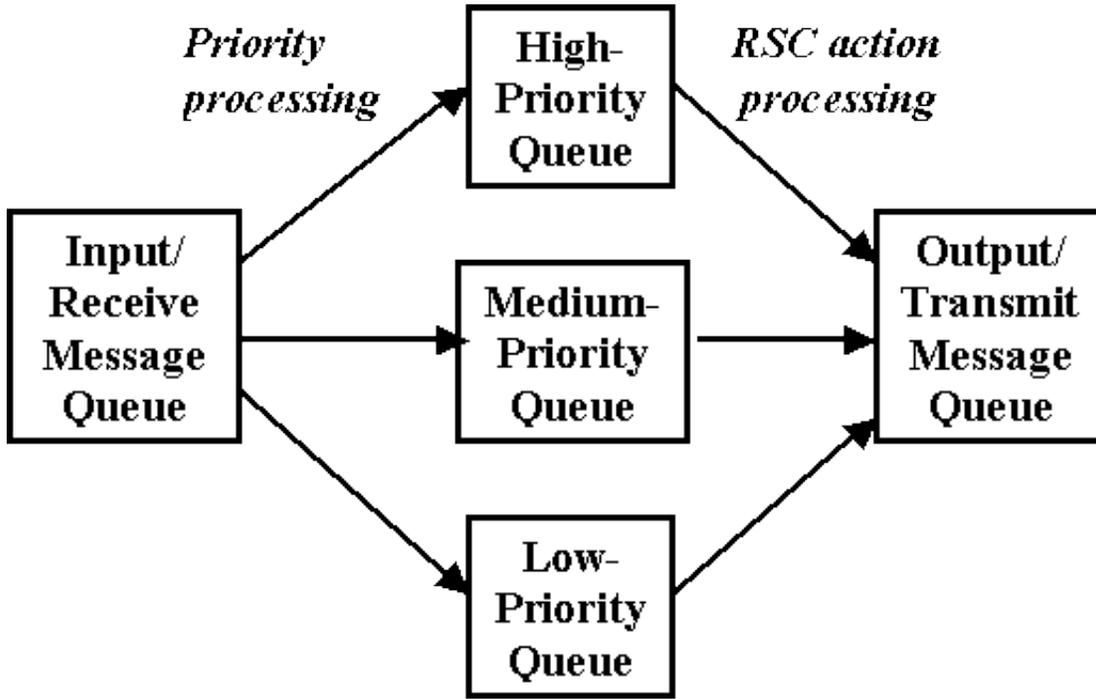 Priority
processing
High-
Priority
Queue
RSC action
processing
Input/
Receive
Message
Queue
Medium-
Priority
Queue
Output/
Transmit
Message
Queue
Low-
Priority
Queue